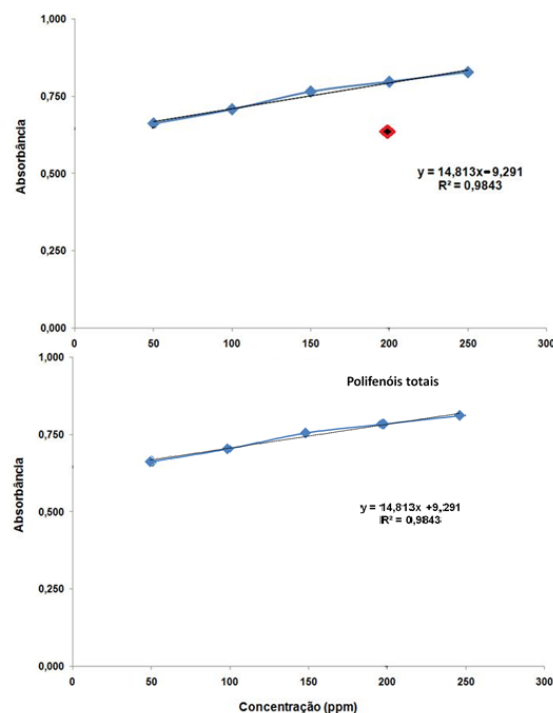 1,000
0,750
0,500
0,250
0,000
Absorbância
y = 14,813x- 9,291
R² = 0,9843
0 50 100 150 200 250 300
1,000
0,750
0,500
0,250
0,000
Absorbância
Polifenóis totais
y = 14,813x +9,291
R² = 0,9843
0 50 100 150 200 250 300
Concentração (ppm)